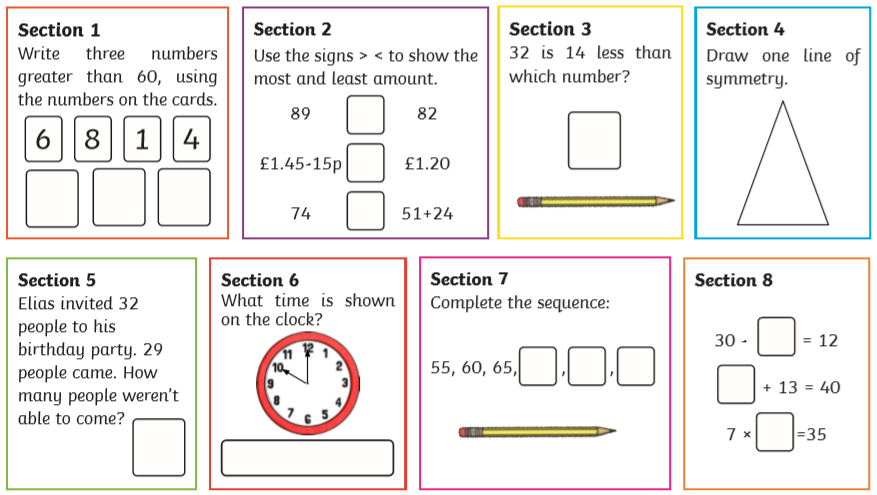 Section 1
Write three numbers
greater than 60, using
the numbers on the cards.
6 8 1 4
Section 2
Use the signs > < to show the
most and least amount.
89 82
£1.45-15p £1.20
74 51+24
Section 3
32 is 14 less than
which number?
Section 4
Draw one line of
symmetry.
Section 5
Elias invited 32
people to his
birthday party. 29
people came. How
many people weren't
able to come?
Section 6
What time is shown
on the clock?
12
11 1
10 2
9 3
8 4
7 5
6
Section 7
Complete the sequence:
55, 60, 65, , ,
Section 8
30 - = 12
+ 13 = 40
7 × =35